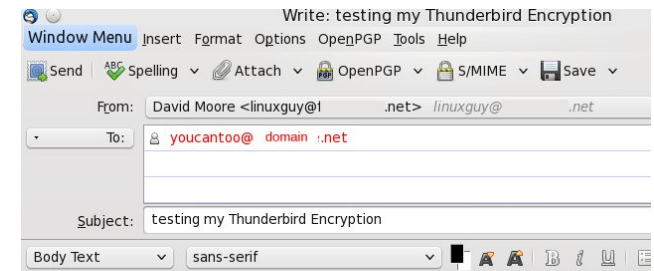 Write: testing my Thunderbird Encryption
Window Menu Insert Format Options OpenPGP Tools Help
Send ABC Spelling Attach OpenPGP S/MIME Save
From: David Moore <linuxguy@f .net> linuxguy@ .net
To: youcantoo@ domain .net
Subject: testing my Thunderbird Encryption
Body Text sans-serif B i U